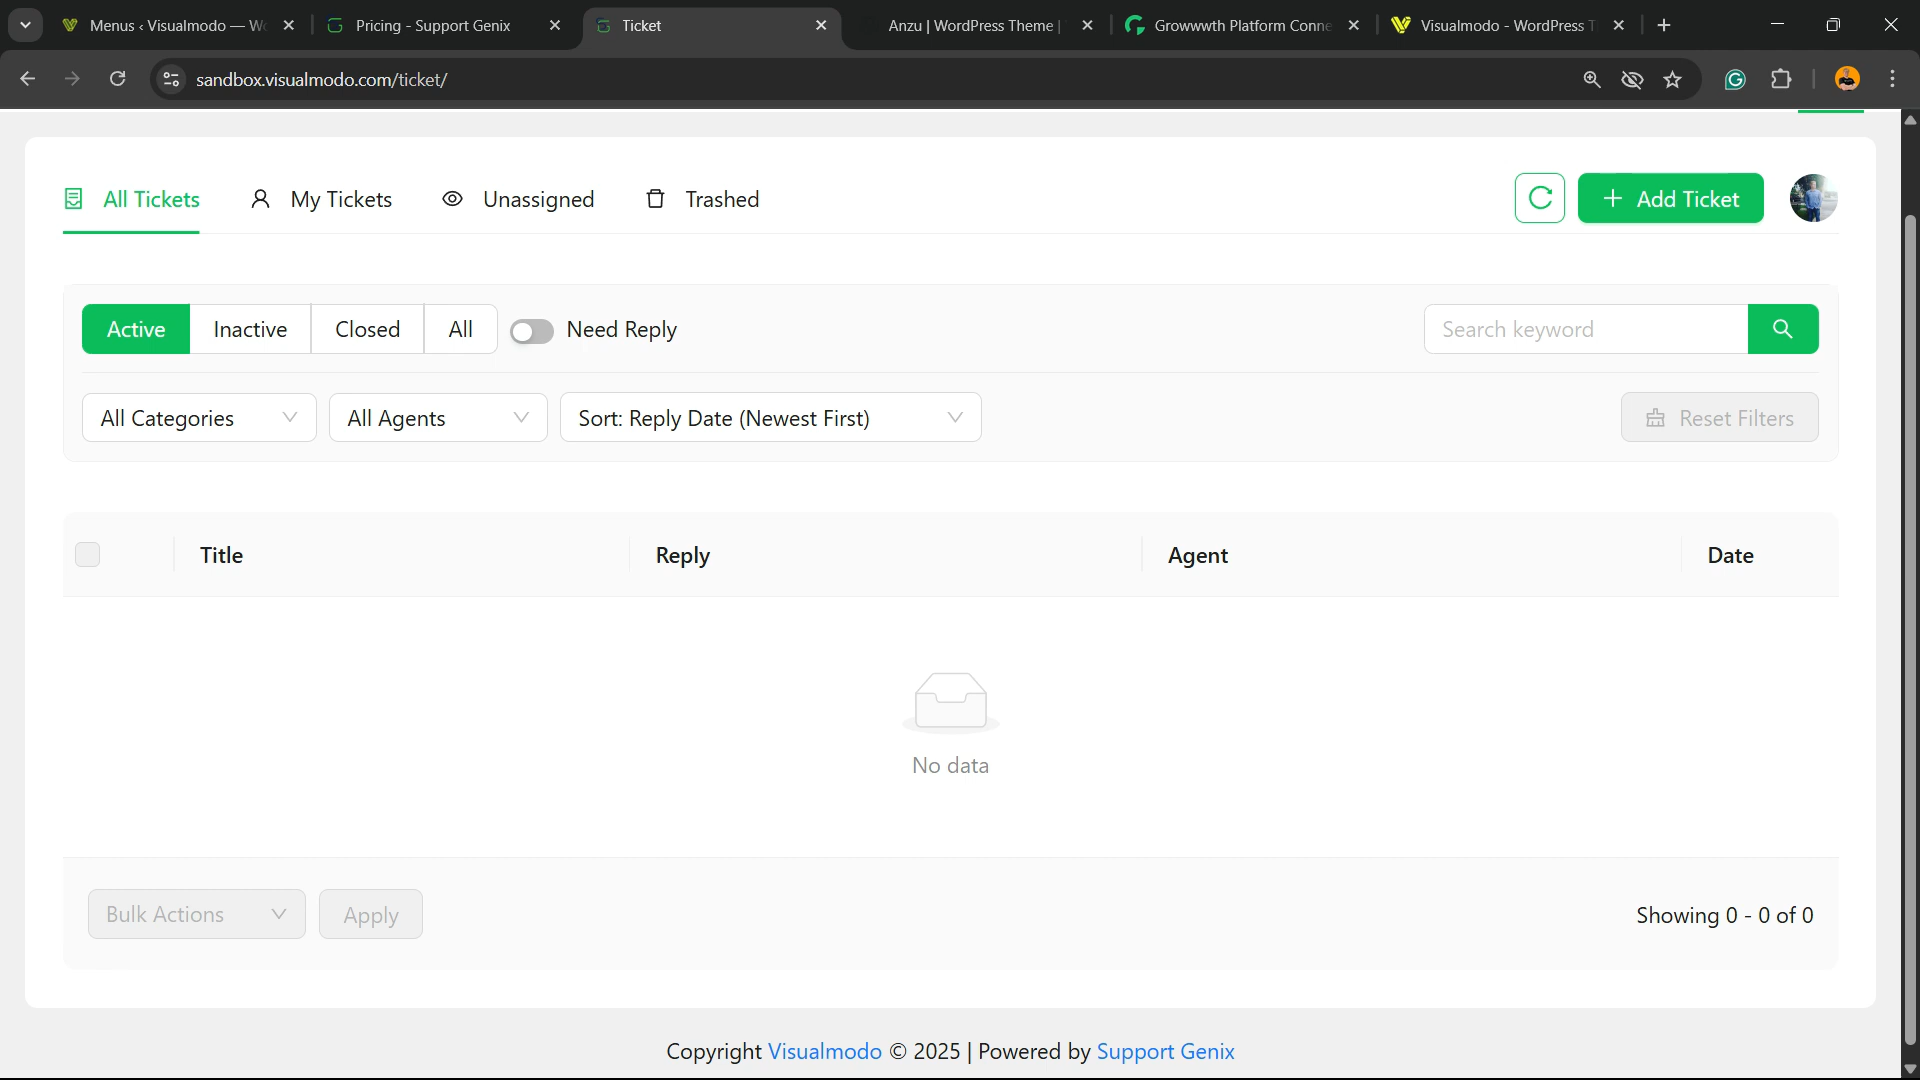 Menus ‹ Visualmodo — W
Pricing - Support Genix
Ticket
Anzu | WordPress Theme |
Growwwth Platform Conne
Visualmodo - WordPress T
sandbox.visualmodo.com/ticket/
All Tickets
My Tickets
Unassigned
Trashed
Add Ticket
Active
Inactive
Closed
All
Need Reply
Search keyword
All Categories
All Agents
Sort: Reply Date (Newest First)
Reset Filters
Title
Reply
Agent
Date
No data
Bulk Actions
Apply
Showing 0 - 0 of 0
Copyright Visualmodo © 2025 | Powered by Support Genix